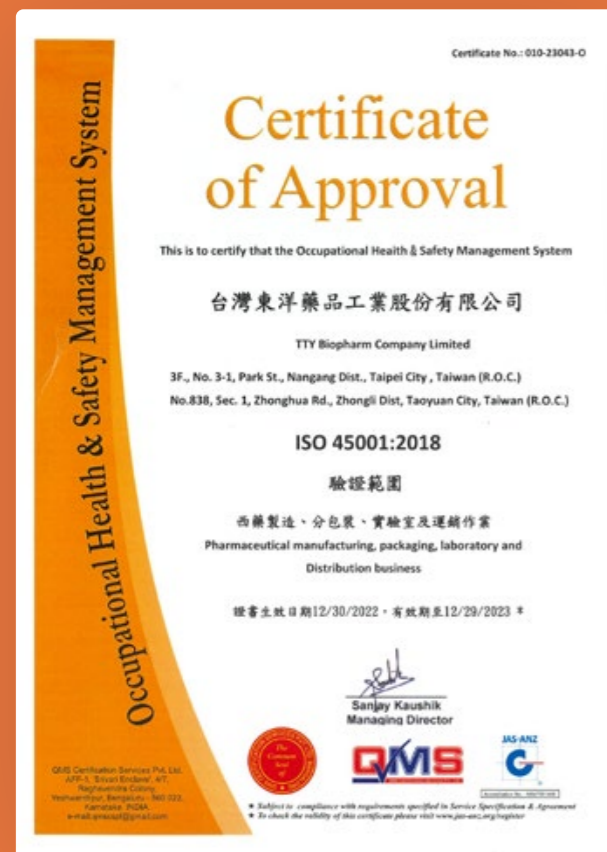 Certificate No.: 010-23043-O
Occupational Health & Safety Management System
Certificate
of Approval
This is to certify that the Occupational Health & Safety Management System
台灣東洋藥品工業股份有限公司
TTY Biopharm Company Limited
3F., No. 3-1, Park St., Nangang Dist., Taipei City , Taiwan (R.O.C.)
No.838, Sec. 1, Zhonghua Rd., Zhongli Dist, Taoyuan City, Taiwan (R.O.C.)
ISO 45001:2018
驗證範圍
西藥製造、分包裝、實驗室及運銷作業
Pharmaceutical manufacturing, packaging, laboratory and
Distribution business
證書生效日期12/30/2022,有效期至12/29/2023 *
Sanjay Kaushik
Managing Director
The
Common
Seal
of
QMS
JAS-ANZ
QMS Certification Services Pvt. Ltd.
Raghavendra Colony,
Karnataka INDIA.
* Subject to compliance with requirements specified in Service Specification & Agreement
* To check the validity of this certificate please visit www.jas-anz.org/register